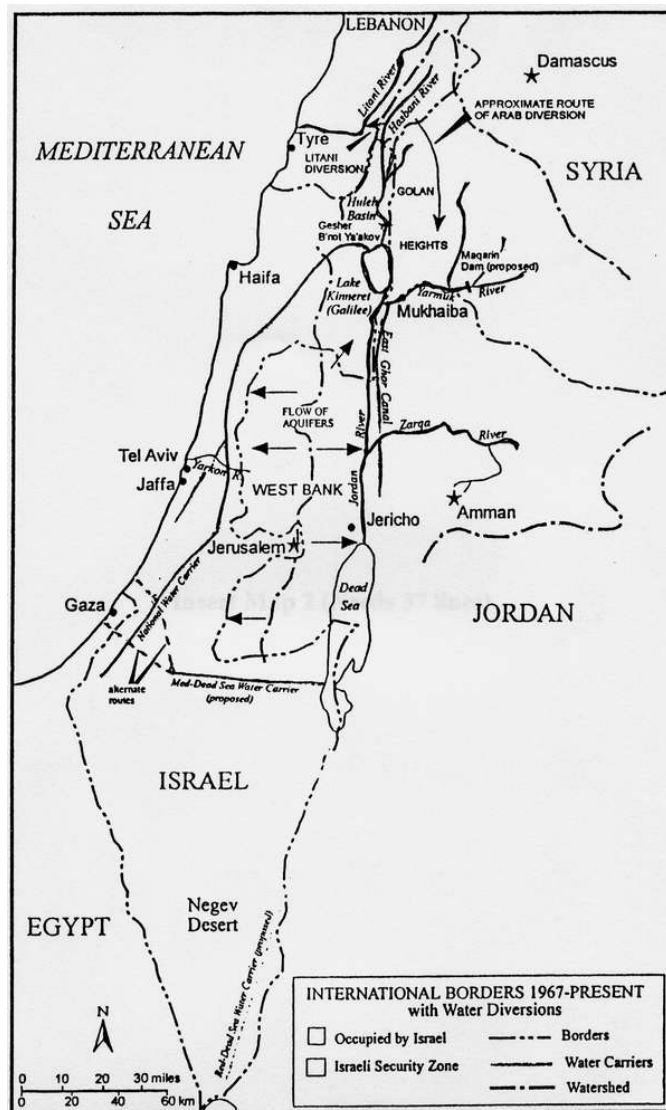 LEBANON
Damascus
Litani River
Hasbani River
APPROXIMATE ROUTE
OF ARAB DIVERSION
Tyre
LITANI
DIVERSION
MEDITERRANEAN
SEA
SYRIA
GOLAN
HEIGHTS
Huleh
Basin
Gesher
B'not Ya'akov
Maqarin
Dam (proposed)
Haifa
Lake
Kinneret
(Galilee)
Yarmuk River
Mukhaiba
East Ghor Canal
FLOW OF
AQUIFERS
Zarqa River
Jordan River
Tel Aviv
Yarkon R.
Jaffa
WEST BANK
Amman
Jericho
Jerusalem
Dead
Sea
Gaza
National Water Carrier
JORDAN
alternate
routes
Med-Dead Sea Water Carrier
(proposed)
ISRAEL
Negev
Desert
EGYPT
Red-Dead Sea Water Carrier (proposed)
N
0 10 20 30 miles
0 20 40 60 km
INTERNATIONAL BORDERS 1967-PRESENT
with Water Diversions
Occupied by Israel
Israeli Security Zone
Borders
Water Carriers
Watershed